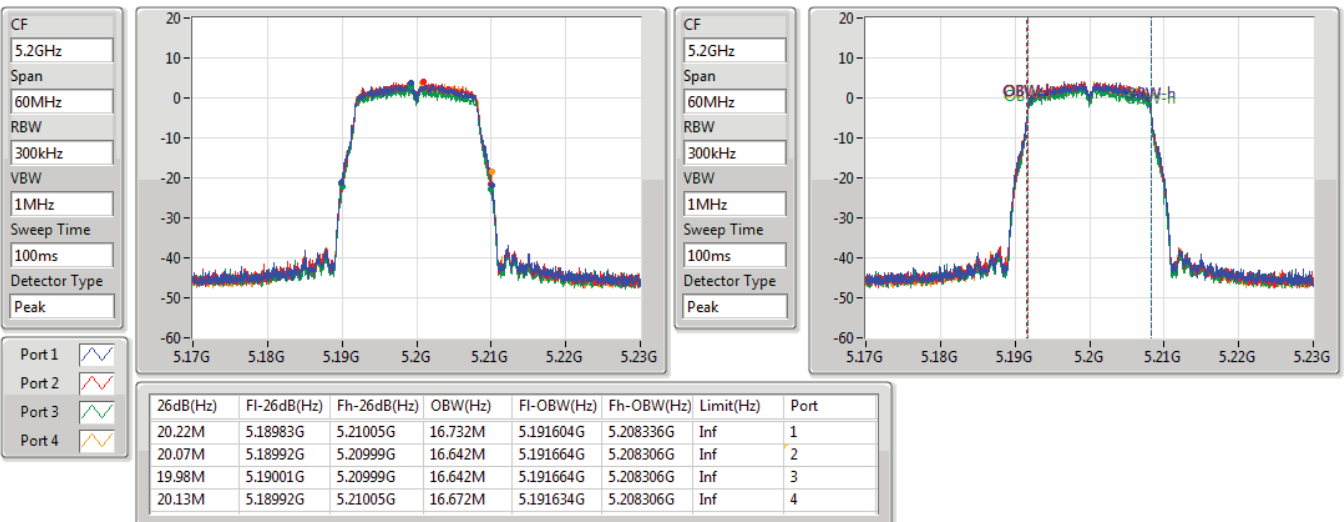 CF
5.2GHz
Span
60MHz
RBW
300kHz
VBW
1MHz
Sweep Time
100ms
Detector Type
Peak
Port 1
Port 2
Port 3
Port 4
20
10
0
-10
-20
-30
-40
-50
-60
5.17G 5.18G 5.19G 5.2G 5.21G 5.22G 5.23G
CF
5.2GHz
Span
60MHz
RBW
300kHz
VBW
1MHz
Sweep Time
100ms
Detector Type
Peak
20
10
0
-10
-20
-30
-40
-50
-60
OBW-h
5.17G 5.18G 5.19G 5.2G 5.21G 5.22G 5.23G
26dB(Hz) Fl-26dB(Hz) Fh-26dB(Hz) OBW(Hz) Fl-OBW(Hz) Fh-OBW(Hz) Limit(Hz) Port
20.22M 5.18983G 5.21005G 16.732M 5.191604G 5.208336G Inf 1
20.07M 5.18992G 5.20999G 16.642M 5.191664G 5.208306G Inf 2
19.98M 5.19001G 5.20999G 16.642M 5.191664G 5.208306G Inf 3
20.13M 5.18992G 5.21005G 16.672M 5.191634G 5.208306G Inf 4